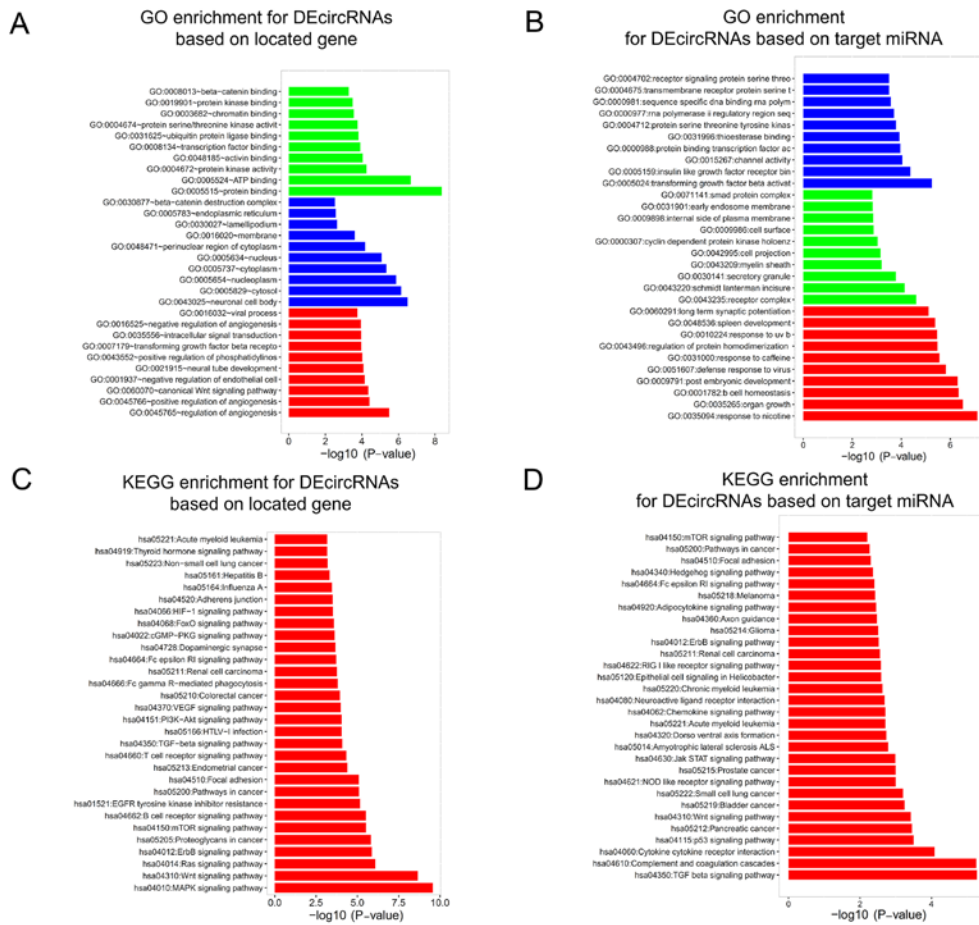 A
GO enrichment for DEcircRNAs
based on located gene
GO:0008013~beta-catenin binding
GO:0019901~protein kinase binding
GO:0003682~chromatin binding
GO:0004674~protein serine/threonine kinase activit
GO:0031625~ubiquitin protein ligase binding
GO:0008134~transcription factor binding
GO:0048185~activin binding
GO:0004672~protein kinase activity
GO:0005524~ATP binding
GO:0005515~protein binding
GO:0030877~beta-catenin destruction complex
GO:0005783~endoplasmic reticulum
GO:0030027~lamellipodium
GO:0016020~membrane
GO:0048471~perinuclear region of cytoplasm
GO:0005634~nucleus
GO:0005737~cytoplasm
GO:0005654~nucleoplasm
GO:0005829~cytosol
GO:0043025~neuronal cell body
GO:0016032~viral process
GO:0016525~negative regulation of angiogenesis
GO:0035556~intracellular signal transduction
GO:0007179~transforming growth factor beta recepto
GO:0043552~positive regulation of phosphatidylinos
GO:0021915~neural tube development
GO:0001937~negative regulation of endothelial cell
GO:0060070~canonical Wnt signaling pathway
GO:0045766~positive regulation of angiogenesis
GO:0045765~regulation of angiogenesis
0 2 4 6 8
−log10 (P−value)
B
GO enrichment
for DEcircRNAs based on target miRNA
GO:0004702:receptor signaling protein serine threo
GO:0004675:transmembrane receptor protein serine t
GO:0000981:sequence specific dna binding rna polym
GO:0000977:rna polymerase ii regulatory region seq
GO:0004712:protein serine threonine tyrosine kinas
GO:0031996:thioesterase binding
GO:0000988:protein binding transcription factor ac
GO:0015267:channel activity
GO:0005159:insulin like growth factor receptor bin
GO:0005024:transforming growth factor beta activat
GO:0071141:smad protein complex
GO:0031901:early endosome membrane
GO:0009898:internal side of plasma membrane
GO:0009986:cell surface
GO:0000307:cyclin dependent protein kinase holoenz
GO:0042995:cell projection
GO:0043209:myelin sheath
GO:0030141:secretory granule
GO:0043220:schmidt lanterman incisure
GO:0043235:receptor complex
GO:0060291:long term synaptic potentiation
GO:0048536:spleen development
GO:0010224:response to uv b
GO:0043496:regulation of protein homodimerization
GO:0031000:response to caffeine
GO:0051607:defense response to virus
GO:0009791:post embryonic development
GO:0001782:b cell homeostasis
GO:0035265:organ growth
GO:0035094:response to nicotine
0 2 4 6
−log10 (P−value)
C
KEGG enrichment for DEcircRNAs
based on located gene
hsa05221:Acute myeloid leukemia
hsa04919:Thyroid hormone signaling pathway
hsa05223:Non−small cell lung cancer
hsa05161:Hepatitis B
hsa05164:Influenza A
hsa04520:Adherens junction
hsa04066:HIF−1 signaling pathway
hsa04068:FoxO signaling pathway
hsa04022:cGMP−PKG signaling pathway
hsa04728:Dopaminergic synapse
hsa04664:Fc epsilon RI signaling pathway
hsa05211:Renal cell carcinoma
hsa04666:Fc gamma R−mediated phagocytosis
hsa05210:Colorectal cancer
hsa04370:VEGF signaling pathway
hsa04151:PI3K−Akt signaling pathway
hsa05166:HTLV−I infection
hsa04350:TGF−beta signaling pathway
hsa04660:T cell receptor signaling pathway
hsa05213:Endometrial cancer
hsa04510:Focal adhesion
hsa05200:Pathways in cancer
hsa01521:EGFR tyrosine kinase inhibitor resistance
hsa04662:B cell receptor signaling pathway
hsa04150:mTOR signaling pathway
hsa05205:Proteoglycans in cancer
hsa04012:ErbB signaling pathway
hsa04014:Ras signaling pathway
hsa04310:Wnt signaling pathway
hsa04010:MAPK signaling pathway
0.0 2.5 5.0 7.5 10.0
−log10 (P−value)
D
KEGG enrichment
for DEcircRNAs based on target miRNA
hsa04150:mTOR signaling pathway
hsa05200:Pathways in cancer
hsa04510:Focal adhesion
hsa04340:Hedgehog signaling pathway
hsa04664:Fc epsilon RI signaling pathway
hsa05218:Melanoma
hsa04920:Adipocytokine signaling pathway
hsa04360:Axon guidance
hsa05214:Glioma
hsa04012:ErbB signaling pathway
hsa05211:Renal cell carcinoma
hsa04622:RIG I like receptor signaling pathway
hsa05120:Epithelial cell signaling in Helicobacter
hsa05220:Chronic myeloid leukemia
hsa04080:Neuroactive ligand receptor interaction
hsa04062:Chemokine signaling pathway
hsa05221:Acute myeloid leukemia
hsa04320:Dorso ventral axis formation
hsa05014:Amyotrophic lateral sclerosis ALS
hsa04630:Jak STAT signaling pathway
hsa05215:Prostate cancer
hsa04621:NOD like receptor signaling pathway
hsa05222:Small cell lung cancer
hsa05219:Bladder cancer
hsa04310:Wnt signaling pathway
hsa05212:Pancreatic cancer
hsa04115:p53 signaling pathway
hsa04060:Cytokine cytokine receptor interaction
hsa04610:Complement and coagulation cascades
hsa04350:TGF beta signaling pathway
0 2 4
−log10 (P−value)